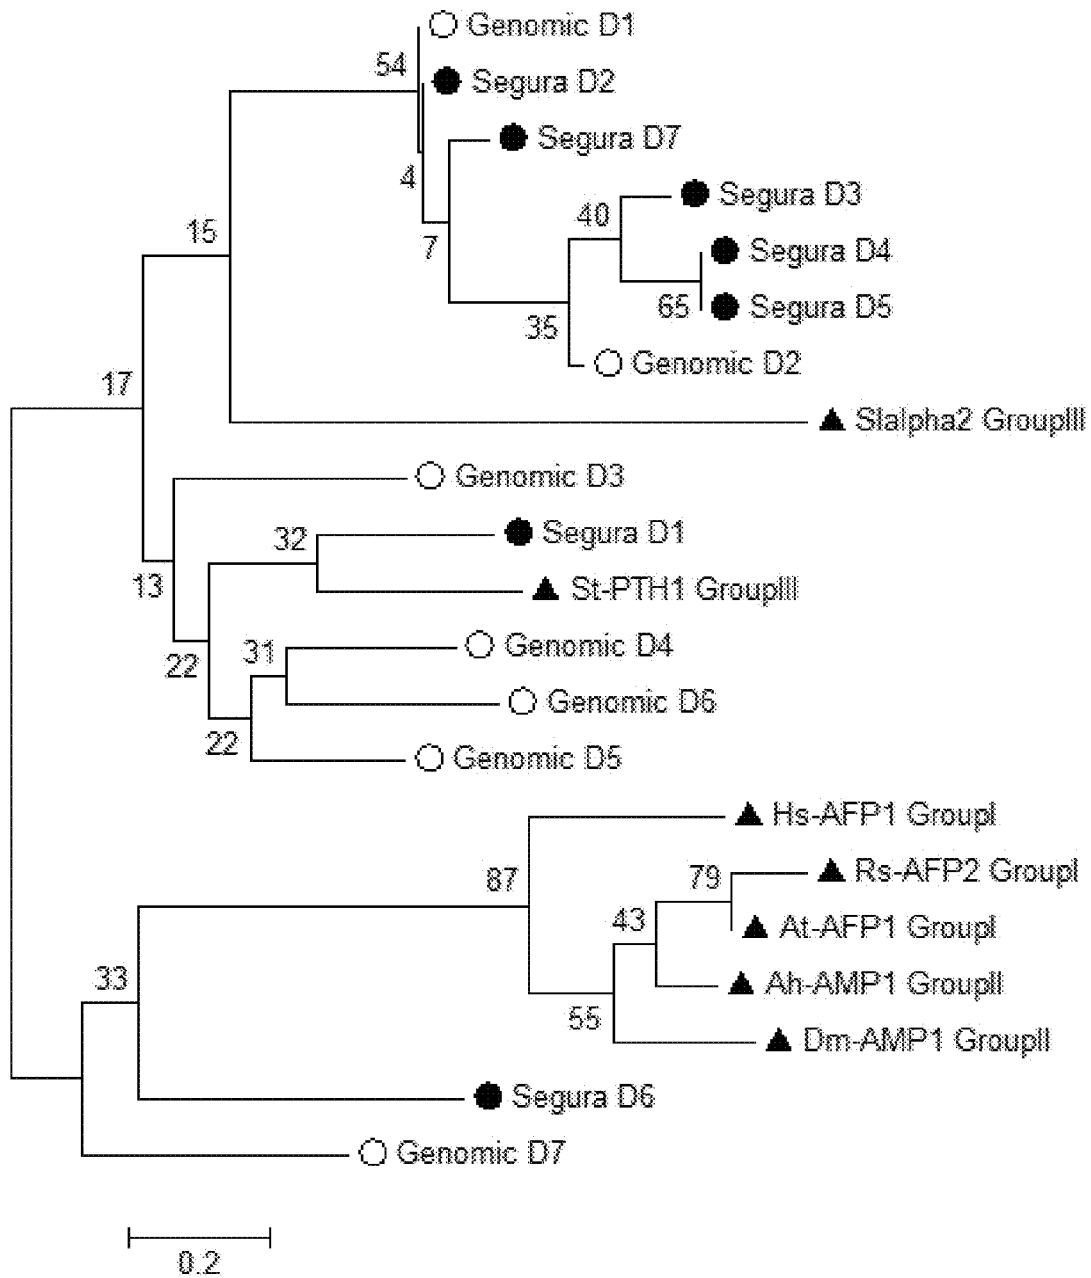 Genomic D1
54
Segura D2
Segura D7
4
Segura D3
40
15
7
Segura D4
65
Segura D5
35
Genomic D2
17
Slalpha2 GroupIII
Genomic D3
32
Segura D1
13
St-PTH1 GroupIII
31
Genomic D4
22
Genomic D6
22
Genomic D5
Hs-AFP1 GroupI
87
79
Rs-AFP2 GroupI
43
At-AFP1 GroupI
33
Ah-AMP1 GroupII
55
Dm-AMP1 GroupII
Segura D6
Genomic D7
0.2